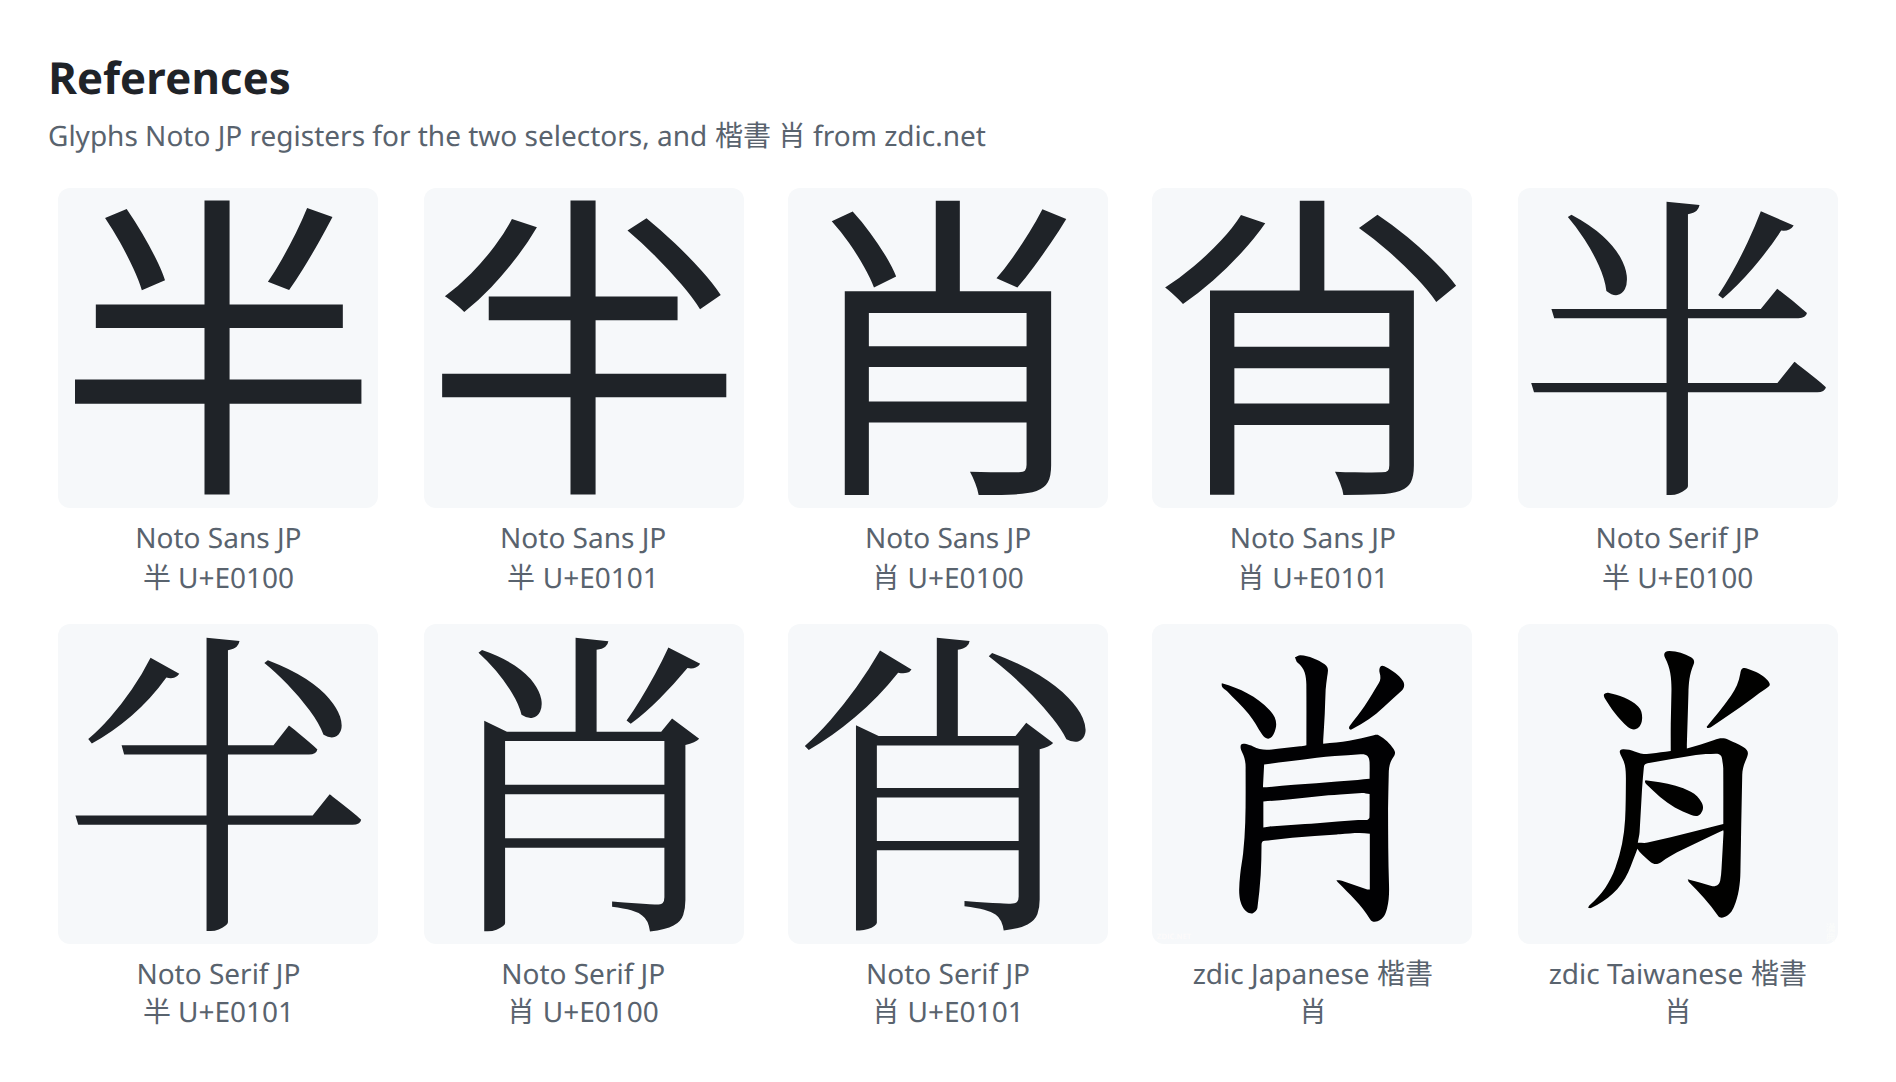 References
Glyphs Noto JP registers for the two selectors, and 楷書 肖 from zdic.net
半 半󠄁 肖 肖󠄁 半
Noto Sans JP Noto Sans JP Noto Sans JP Noto Sans JP Noto Serif JP
半 U+E0100 半 U+E0101 肖 U+E0100 肖 U+E0101 半 U+E0100
半󠄁 肖 肖󠄁 肖 肖
Noto Serif JP Noto Serif JP Noto Serif JP zdic Japanese 楷書 zdic Taiwanese 楷書
半 U+E0101 肖 U+E0100 肖 U+E0101 肖 肖